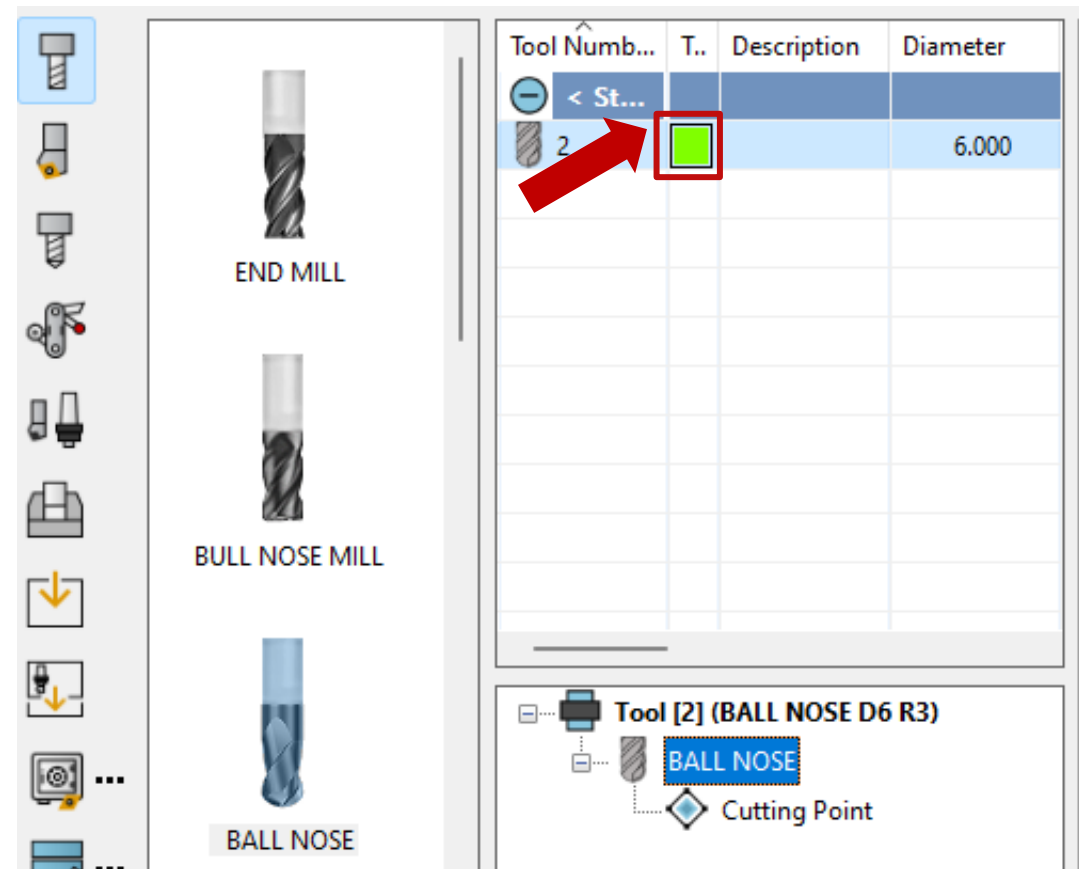 Tool Numb... T.. Description Diameter
< St...
2 6.000
END MILL
BULL NOSE MILL
BALL NOSE
Tool [2] (BALL NOSE D6 R3)
BALL NOSE
Cutting Point
...
...